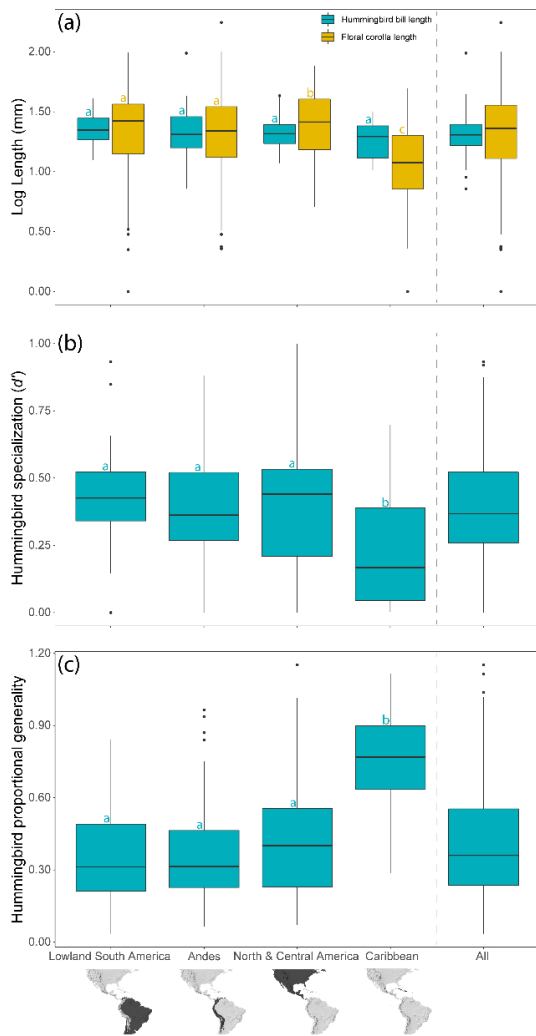 (a)
Hummingbird bill length
Floral corolla length
Log Length (mm)
2.00
1.50
1.00
0.50
0.00
a
a
a
a
a
b
a
c
(b)
Hummingbird specialization (d')
1.00
0.75
0.50
0.25
0.00
a
a
a
b
(c)
Hummingbird proportional generality
1.20
0.90
0.60
0.30
0.00
a
a
a
b
Lowland South America Andes North & Central America Caribbean All